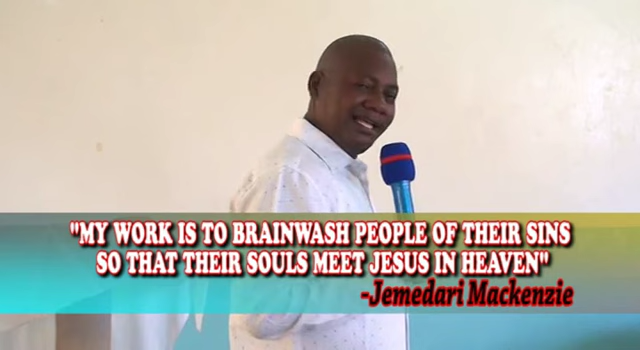 "MY WORK IS TO BRAINWASH PEOPLE OF THEIR SINS
SO THAT THEIR SOULS MEET JESUS IN HEAVEN"
-Jemedari Mackenzie